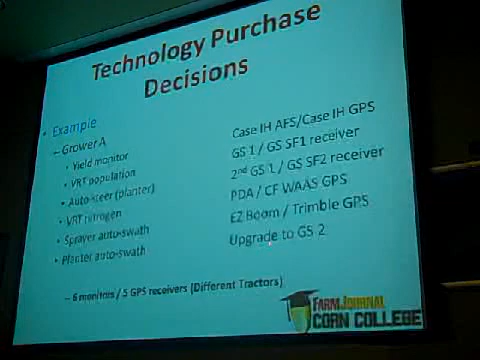 Technology Purchase
Decisions
• Example
– Grower A
• Yield monitor
• VRT population
• Auto-steer (planter)
• VRT nitrogen
• Sprayer auto-swath
• Planter auto-swath
Case IH AFS/Case IH GPS
GS 1 / GS SF1 receiver
2nd GS 1 / GS SF2 receiver
PDA / CF WAAS GPS
EZ Boom / Trimble GPS
Upgrade to GS 2
– 6 monitors / 5 GPS receivers (Different Tractors)
FARM JOURNAL
CORN COLLEGE